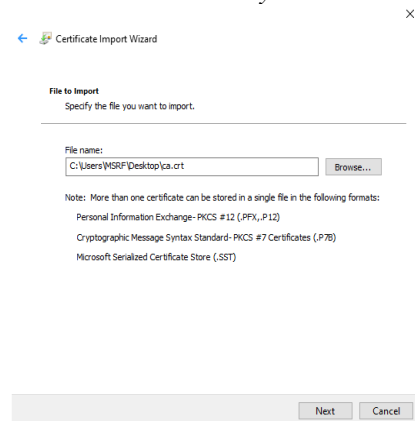 Certificate Import Wizard
File to Import
Specify the file you want to import.
File name:
C:\Users\MSRF\Desktop\ca.crt
Browse...
Note: More than one certificate can be stored in a single file in the following formats:
Personal Information Exchange- PKCS #12 (.PFX,.P12)
Cryptographic Message Syntax Standard- PKCS #7 Certificates (.P7B)
Microsoft Serialized Certificate Store (.SST)
Next Cancel